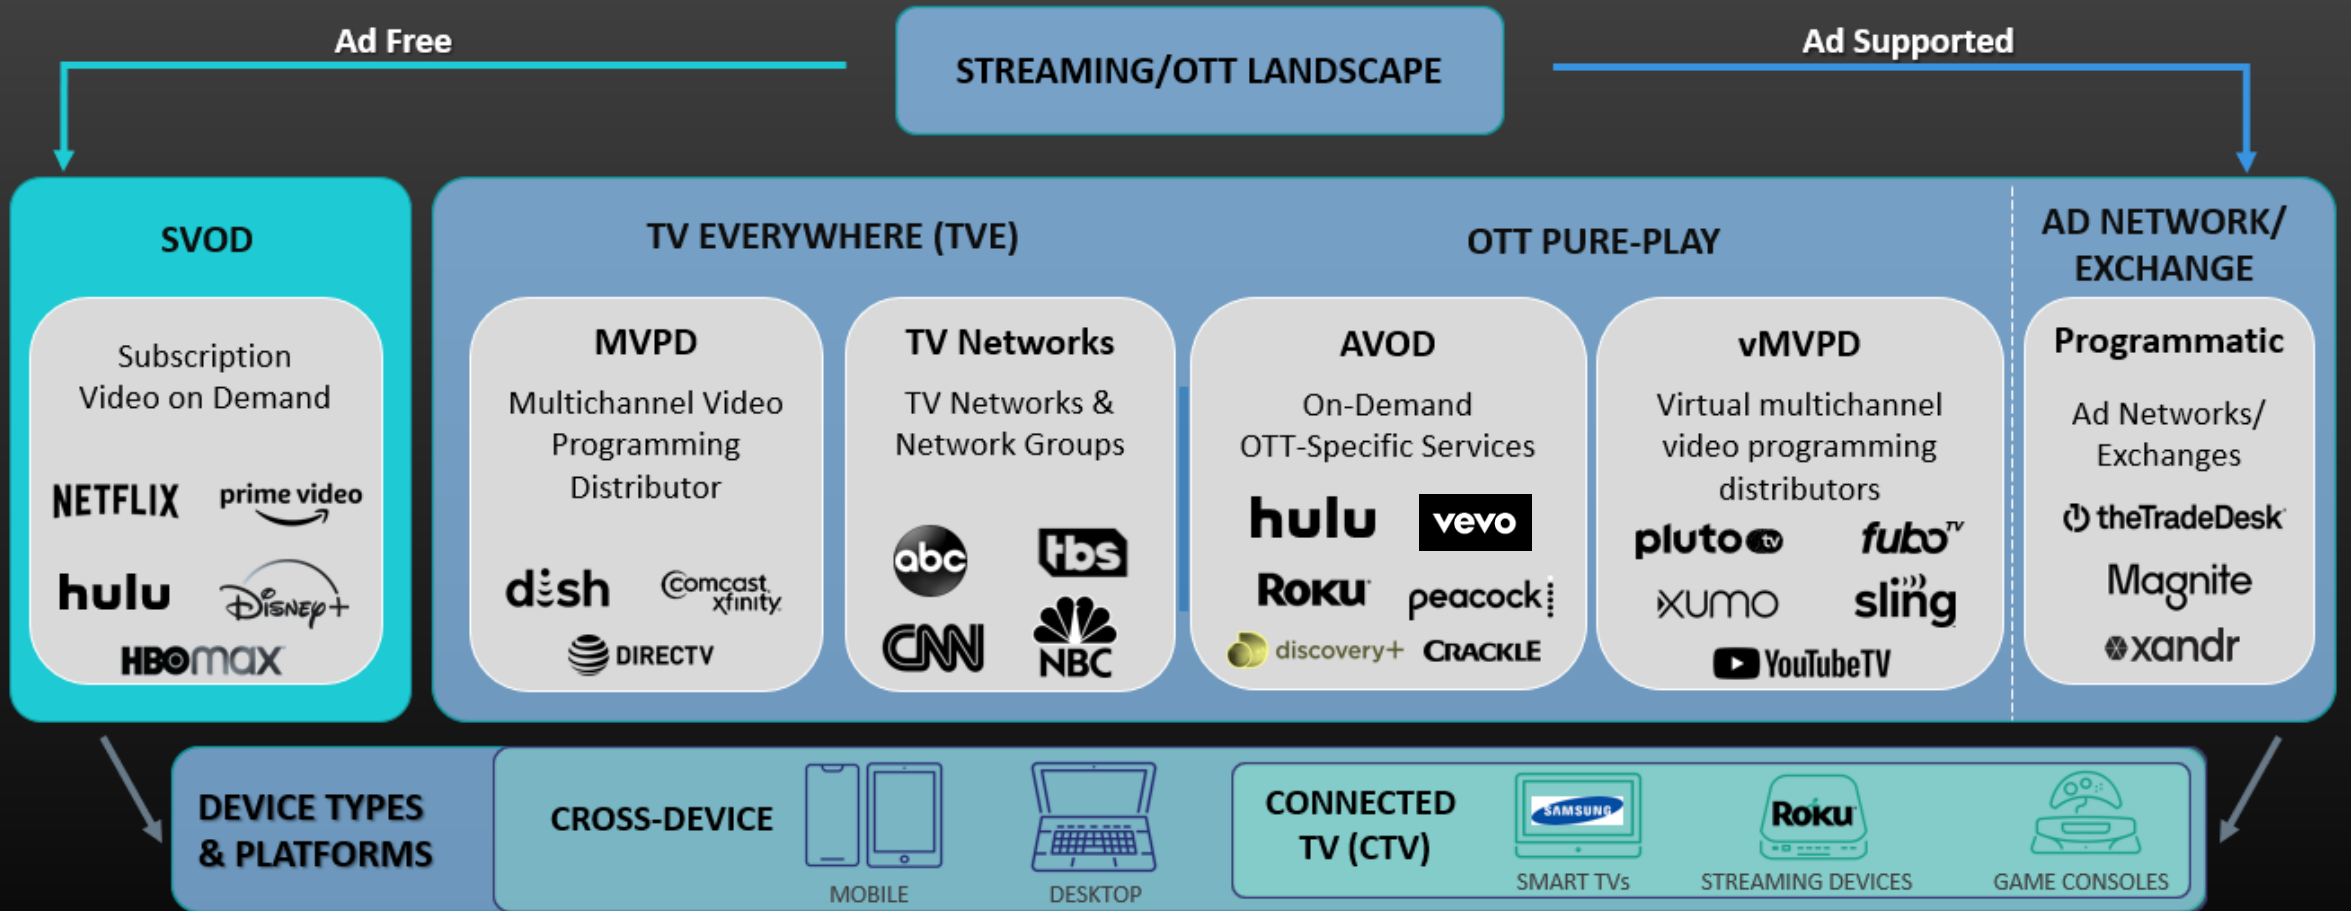 Ad Free
STREAMING/OTT LANDSCAPE
Ad Supported
SVOD
Subscription
Video on Demand
NETFLIX
prime video
hulu
Disney+
HBOmax
TV EVERYWHERE (TVE)
MVPD
Multichannel Video
Programming
Distributor
dish
comcast
xfinity
DIRECTV
TV Networks
TV Networks &
Network Groups
abc
tbs
CNN
NBC
OTT PURE-PLAY
AVOD
On-Demand
OTT-Specific Services
hulu
vevo
Roku
peacock
discovery+
CRACKLE
vMVPD
Virtual multichannel
video programming
distributors
pluto tv
fubo TV
XUMO
sling
YouTubeTV
AD NETWORK/
EXCHANGE
Programmatic
Ad Networks/
Exchanges
theTradeDesk
Magnite
xandr
DEVICE TYPES
& PLATFORMS
CROSS-DEVICE
MOBILE
DESKTOP
CONNECTED
TV (CTV)
SAMSUNG
SMART TVs
Roku
STREAMING DEVICES
GAME CONSOLES